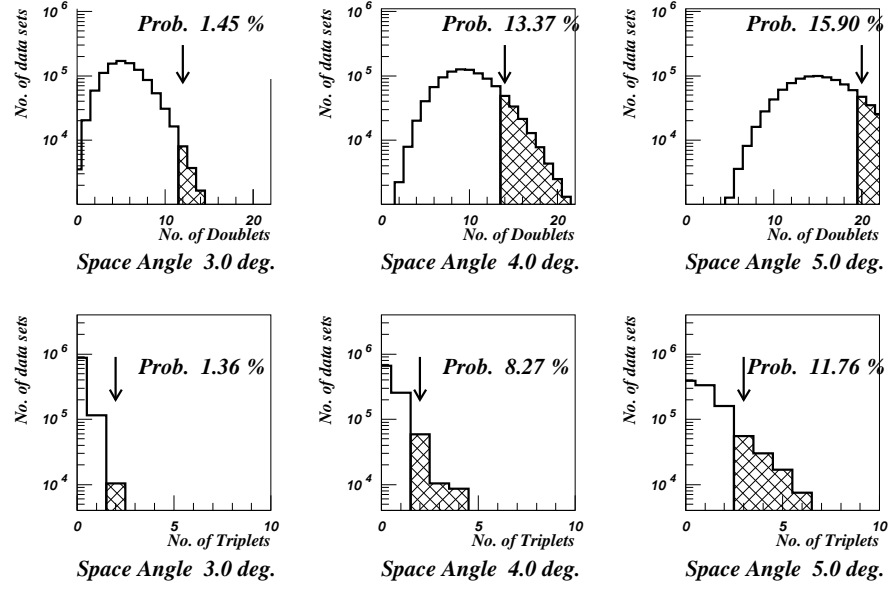 Prob. 1.45 %
No. of data sets
10^6
10^5
10^4
0 10 20
No. of Doublets
Space Angle 3.0 deg.
Prob. 13.37 %
No. of data sets
10^6
10^5
10^4
0 10 20
No. of Doublets
Space Angle 4.0 deg.
Prob. 15.90 %
No. of data sets
10^6
10^5
10^4
0 10 20
No. of Doublets
Space Angle 5.0 deg.
Prob. 1.36 %
No. of data sets
10^6
10^5
10^4
0 5 10
No. of Triplets
Space Angle 3.0 deg.
Prob. 8.27 %
No. of data sets
10^6
10^5
10^4
0 5 10
No. of Triplets
Space Angle 4.0 deg.
Prob. 11.76 %
No. of data sets
10^6
10^5
10^4
0 5 10
No. of Triplets
Space Angle 5.0 deg.